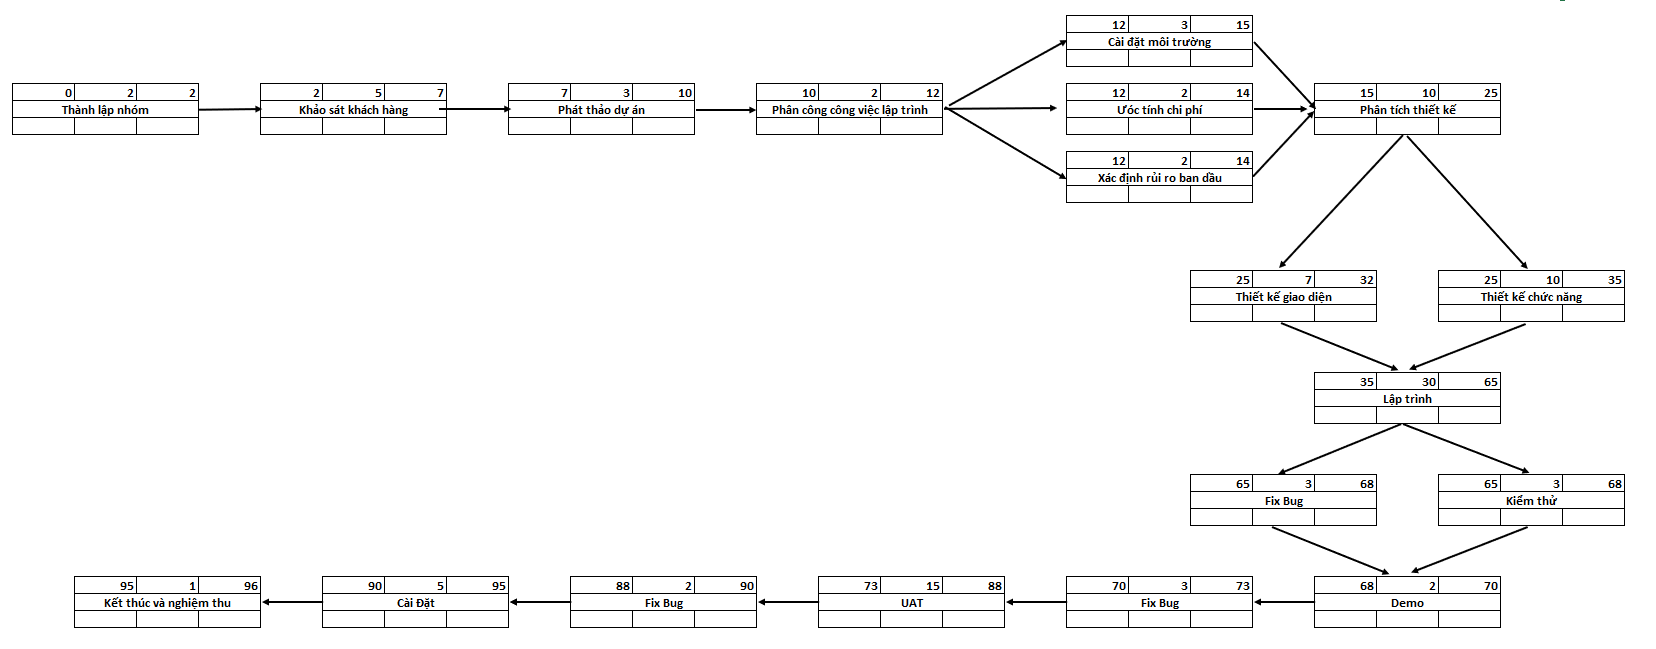 12 3 15
Cài đặt môi trường
0 2 2
Thành lập nhóm
2 5 7
Khảo sát khách hàng
7 3 10
Phát thảo dự án
10 2 12
Phân công công việc lập trình
12 2 14
Ước tính chi phí
15 10 25
Phân tích thiết kế
12 2 14
Xác định rủi ro ban dầu
25 7 32
Thiết kế giao diện
25 10 35
Thiết kế chức năng
35 30 65
Lập trình
65 3 68
Fix Bug
65 3 68
Kiểm thử
95 1 96
Kết thúc và nghiệm thu
90 5 95
Cài Đặt
88 2 90
Fix Bug
73 15 88
UAT
70 3 73
Fix Bug
68 2 70
Demo